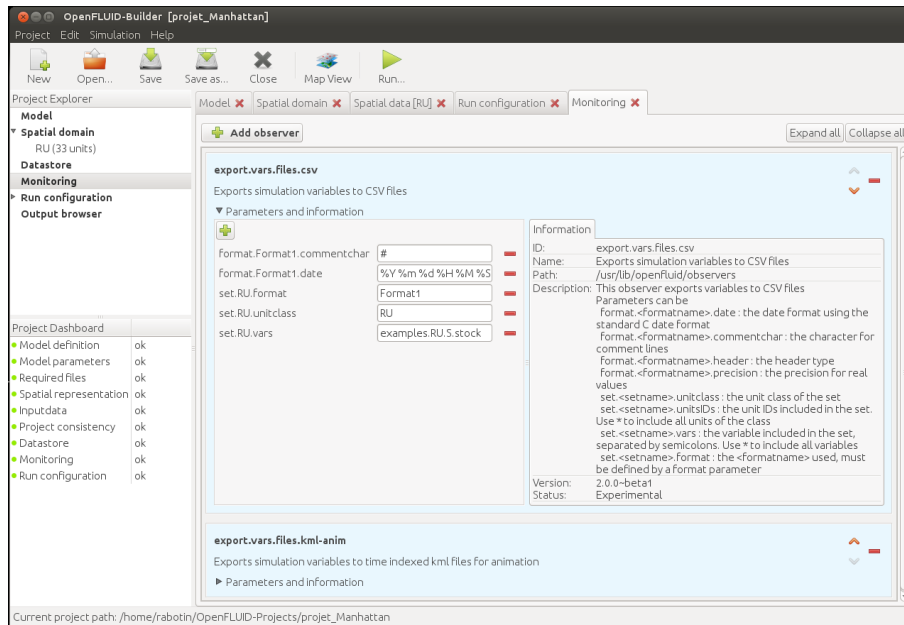 OpenFLUID-Builder [projet_Manhattan]
Project Edit Simulation Help
New Open... Save Save as... Close Map View Run...
Project Explorer
Model
Spatial domain
RU (33 units)
Datastore
Monitoring
Run configuration
Output browser
Project Dashboard
Model definition ok
Model parameters ok
Required files ok
Spatial representation ok
Inputdata ok
Project consistency ok
Datastore ok
Monitoring ok
Run configuration ok
Model Spatial domain Spatial data [RU] Run configuration Monitoring
Add observer Expand all Collapse all
export.vars.files.csv
Exports simulation variables to CSV files
Parameters and information
format.Format1.commentchar #
format.Format1.date %Y %m %d %H %M %S
set.RU.format Format1
set.RU.unitclass RU
set.RU.vars examples.RU.S.stock
Information
ID: export.vars.files.csv
Name: Exports simulation variables to CSV files
Path: /usr/lib/openfluid/observers
Description: This observer exports variables to CSV files
Parameters can be
format.<formatname>.date : the date format using the
standard C date format
format.<formatname>.commentchar : the character for
comment lines
format.<formatname>.header : the header type
format.<formatname>.precision : the precision for real
values
set.<setname>.unitclass : the unit class of the set
set.<setname>.unitsIDs : the unit IDs included in the set.
Use * to include all units of the class
set.<setname>.vars : the variable included in the set,
separated by semicolons. Use * to include all variables
set.<setname>.format : the <formatname> used, must
be defined by a format parameter
Version: 2.0.0~beta1
Status: Experimental
export.vars.files.kml-anim
Exports simulation variables to time indexed kml files for animation
Parameters and information
Current project path: /home/rabotin/OpenFLUID-Projects/projet_Manhattan